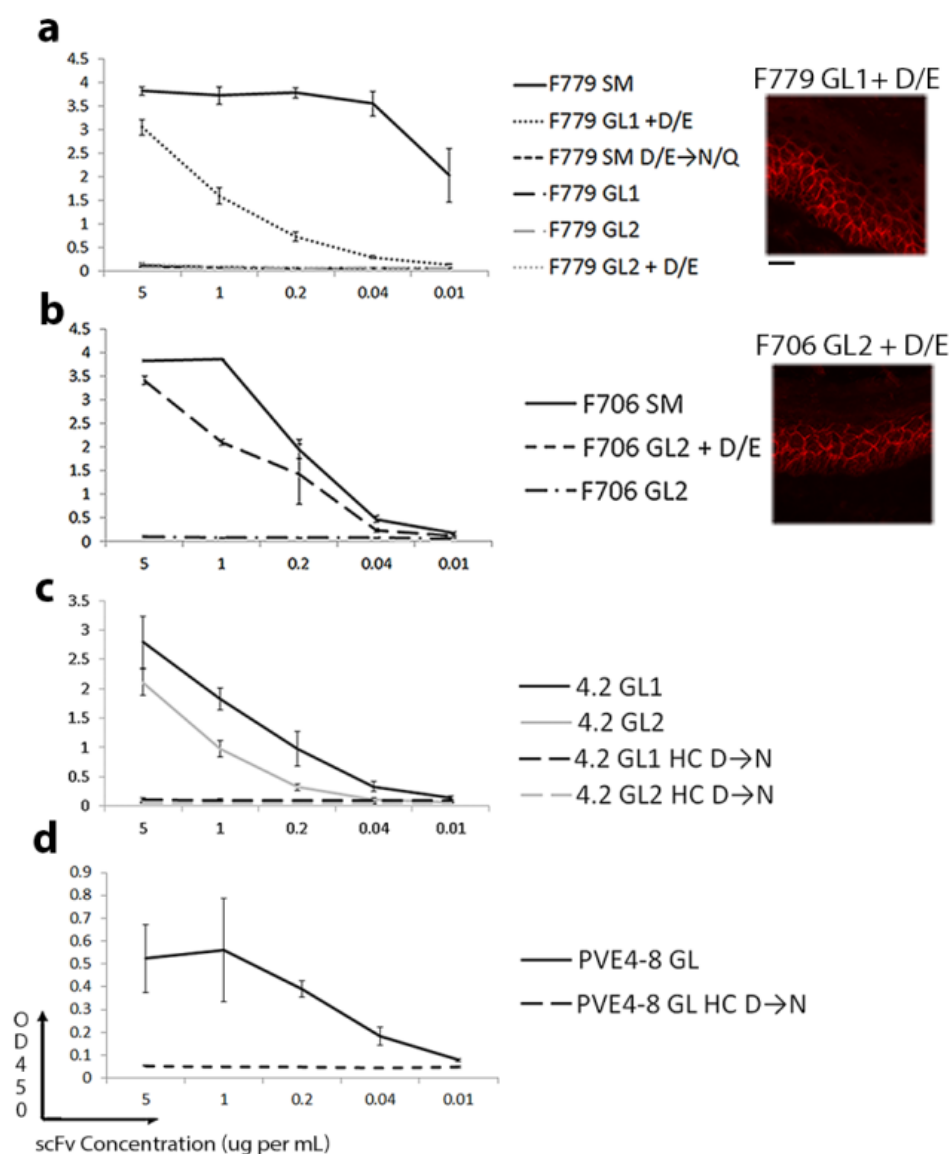 a
4.5
4
3.5
3
2.5
2
1.5
1
0.5
0
5 1 0.2 0.04 0.01
F779 SM
F779 GL1 +D/E
F779 SM D/E→N/Q
F779 GL1
F779 GL2
F779 GL2 + D/E
F779 GL1+ D/E
b
4.5
4
3.5
3
2.5
2
1.5
1
0.5
0
5 1 0.2 0.04 0.01
F706 SM
F706 GL2 + D/E
F706 GL2
F706 GL2 + D/E
c
3.5
3
2.5
2
1.5
1
0.5
0
5 1 0.2 0.04 0.01
4.2 GL1
4.2 GL2
4.2 GL1 HC D→N
4.2 GL2 HC D→N
d
0.9
0.8
0.7
0.6
0.5
0.4
0.3
0.2
0.1
0
5 1 0.2 0.04 0.01
PVE4-8 GL
PVE4-8 GL HC D→N
OD450
scFv Concentration (ug per mL)